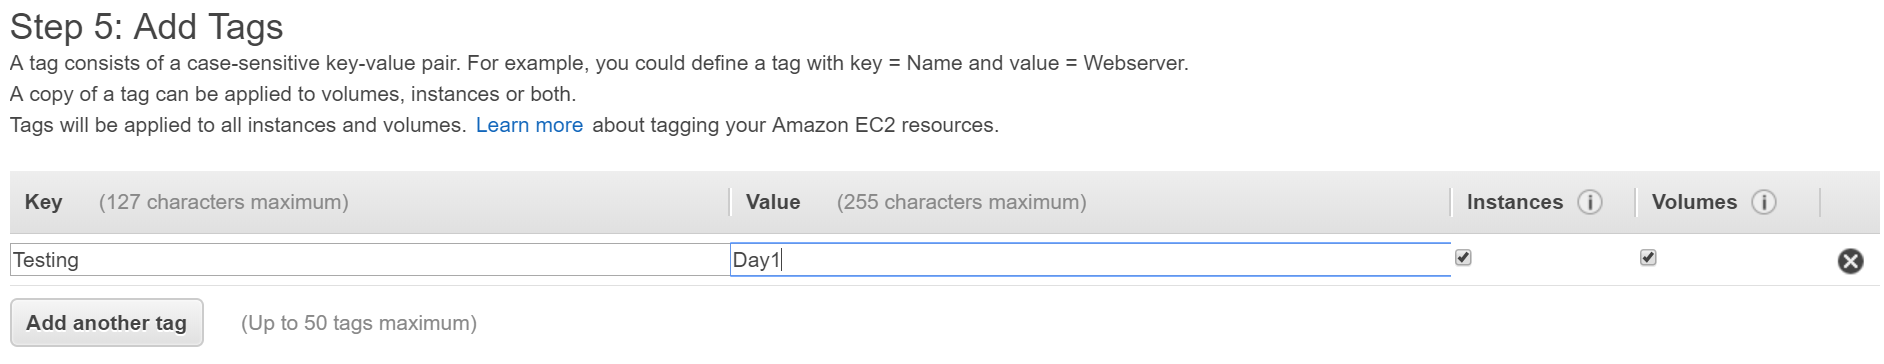 Step 5: Add Tags
A tag consists of a case-sensitive key-value pair. For example, you could define a tag with key = Name and value = Webserver.
A copy of a tag can be applied to volumes, instances or both.
Tags will be applied to all instances and volumes. Learn more about tagging your Amazon EC2 resources.
Key (127 characters maximum) Value (255 characters maximum) Instances i Volumes i
Testing Day1
Add another tag (Up to 50 tags maximum)